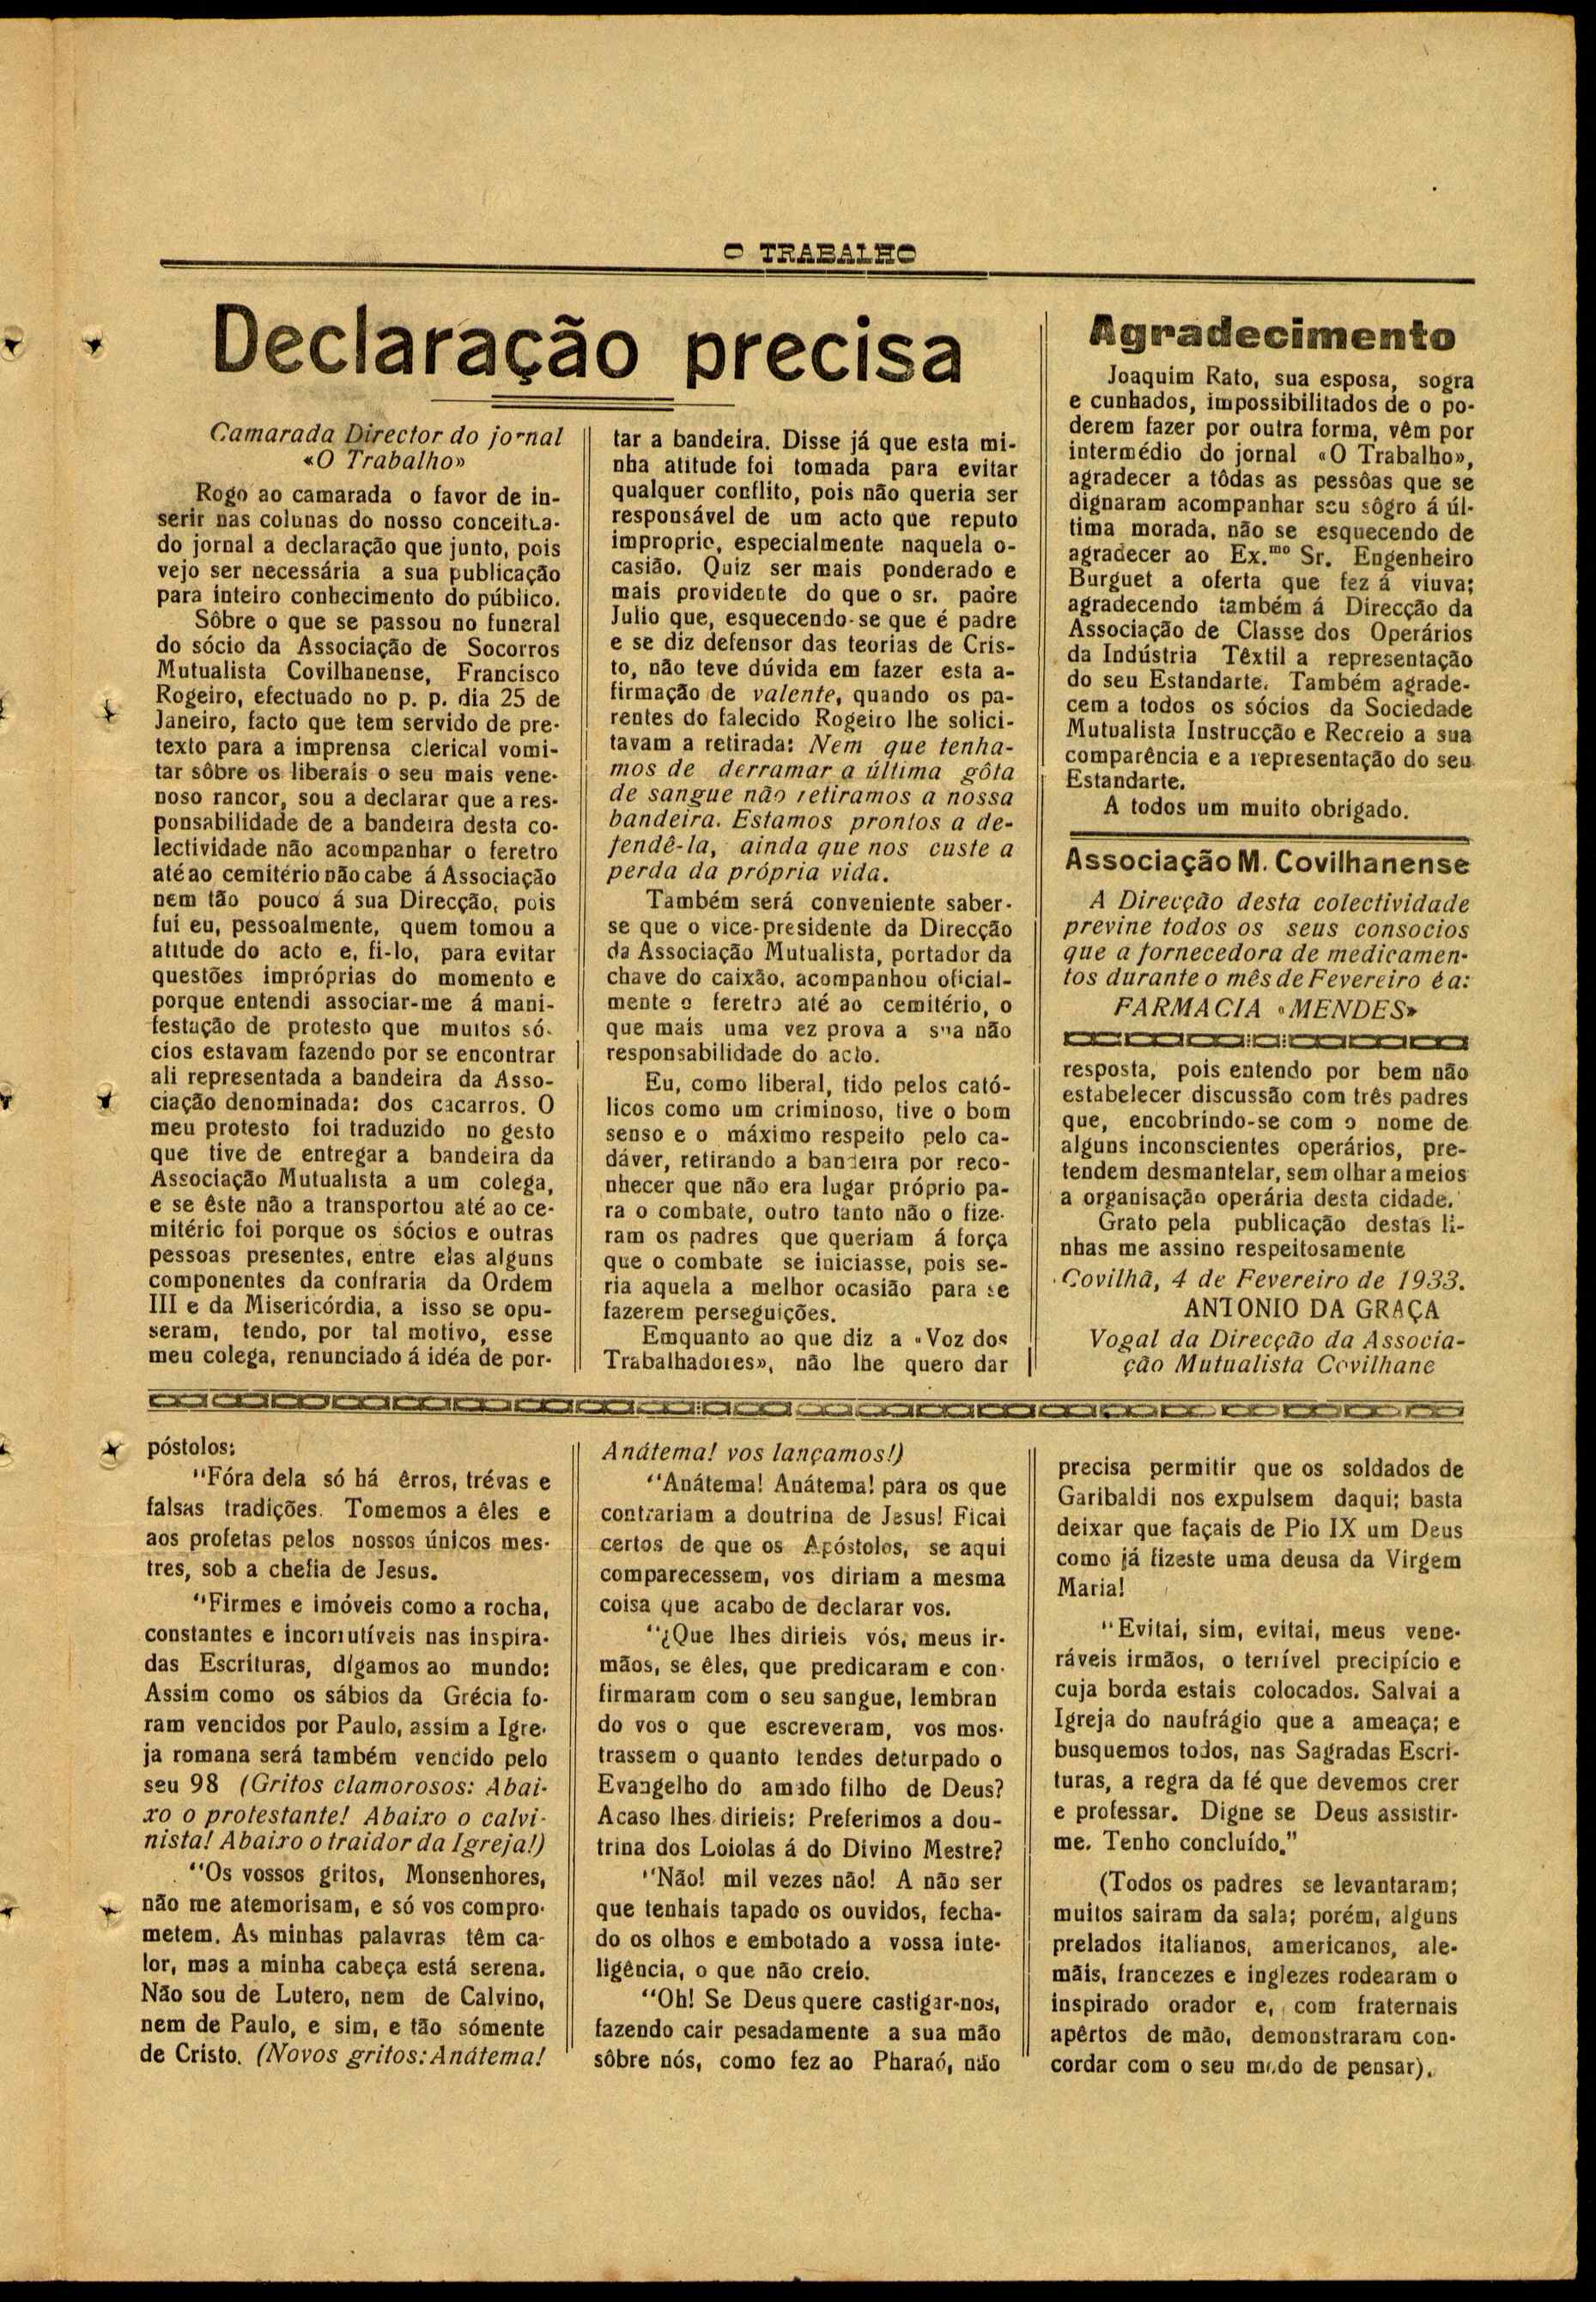 O TRABALHO
Declaração precisa
Camarada Director do jornal
«O Trabalho»
Rogo ao camarada o favor de in-
serir nas colunas do nosso conceitua-
do jornal a declaração que junto, pois
vejo ser necessária a sua publicação
para inteiro conhecimento do público.
Sôbre o que se passou no funeral
do sócio da Associação de Socorros
Mutualista Covilhanense, Francisco
Rogeiro, efectuado no p. p. dia 25 de
Janeiro, facto que tem servido de pre-
texto para a imprensa clerical vomi-
tar sôbre os liberais o seu mais vene-
noso rancor, sou a declarar que a res-
ponsabilidade de a bandeira desta co-
lectividade não acompanhar o feretro
até ao cemitério não cabe á Associação
nem tão pouco á sua Direcção, pois
fui eu, pessoalmente, quem tomou a
atitude do acto e, fi-lo, para evitar
questões impróprias do momento e
porque entendi associar-me á mani-
festação de protesto que muitos só-
cios estavam fazendo por se encontrar
ali representada a bandeira da Asso-
ciação denominada: dos cacarros. O
meu protesto foi traduzido no gesto
que tive de entregar a bandeira da
Associação Mutualista a um colega,
e se êste não a transportou até ao ce-
mitério foi porque os sócios e outras
pessoas presentes, entre elas alguns
componentes da confraria da Ordem
III e da Misericórdia, a isso se opu-
seram, tendo, por tal motivo, esse
meu colega, renunciado á idéa de por-
tar a bandeira. Disse já que esta mi-
nha atitude foi tomada para evitar
qualquer conflito, pois não queria ser
responsável de um acto que reputo
improprio, especialmente naquela o-
casião. Quiz ser mais ponderado e
mais providente do que o sr. padre
Julio que, esquecendo-se que é padre
e se diz defensor das teorias de Cris-
to, não teve dúvida em fazer esta a-
firmação de valente, quando os pa-
rentes do falecido Rogeiro lhe solici-
tavam a retirada: Nem que tenha-
mos de derramar a última gôta
de sangue não retiramos a nossa
bandeira. Estamos prontos a de-
fendê-la, ainda que nos custe a
perda da própria vida.
Também será conveniente saber-
se que o vice-presidente da Direcção
da Associação Mutualista, portador da
chave do caixão, acompanhou oficial-
mente o feretro até ao cemitério, o
que mais uma vez prova a sua não
responsabilidade do acto.
Eu, como liberal, tido pelos cató-
licos como um criminoso, tive o bom
senso e o máximo respeito pelo ca-
dáver, retirando a bandeira por reco-
nhecer que não era lugar próprio pa-
ra o combate, outro tanto não o fize-
ram os padres que queriam á força
que o combate se iniciasse, pois se-
ria aquela a melhor ocasião para se
fazerem perseguições.
Emquanto ao que diz a «Voz dos
Trabalhadores», não lhe quero dar
Agradecimento
Joaquim Rato, sua esposa, sogra
e cunhados, impossibilitados de o po-
derem fazer por outra forma, vêm por
intermédio do jornal «O Trabalho»,
agradecer a tôdas as pessôas que se
dignaram acompanhar seu sôgro á úl-
tima morada, não se esquecendo de
agradecer ao Ex.mo Sr. Engenheiro
Burguet a oferta que fez á viuva;
agradecendo também á Direcção da
Associação de Classe dos Operários
da Indústria Têxtil a representação
do seu Estandarte. Também agrade-
cem a todos os sócios da Sociedade
Mutualista Instrucção e Recreio a sua
comparência e a representação do seu
Estandarte.
A todos um muito obrigado.
Associação M. Covilhanense
A Direcção desta colectividade
previne todos os seus consocios
que a fornecedora de medicamen-
tos durante o mês de Fevereiro é a:
FARMACIA «MENDES»
resposta, pois entendo por bem não
estabelecer discussão com três padres
que, encobrindo-se com o nome de
alguns inconscientes operários, pre-
tendem desmantelar, sem olhar a meios
a organisação operária desta cidade.
Grato pela publicação destas li-
nhas me assino respeitosamente
Covilhã, 4 de Fevereiro de 1933.
ANTONIO DA GRAÇA
Vogal da Direcção da Associa-
ção Mutualista Covilhane
póstolos:
"Fóra dela só há êrros, trévas e
falsas tradições. Tomemos a êles e
aos profetas pelos nossos únicos mes-
tres, sob a chefia de Jesus.
"Firmes e imóveis como a rocha,
constantes e incorrutíveis nas inspira-
das Escrituras, digamos ao mundo:
Assim como os sábios da Grécia fo-
ram vencidos por Paulo, assim a Igre-
ja romana será também vencido pelo
seu 98 (Gritos clamorosos: Abai-
xo o protestante! Abaixo o calvi-
nista! Abaixo o traidor da Igreja!)
"Os vossos gritos, Monsenhores,
não me atemorisam, e só vos compro-
metem. As minhas palavras têm ca-
lor, mas a minha cabeça está serena.
Não sou de Lutero, nem de Calvino,
nem de Paulo, e sim, e tão sómente
de Cristo. (Novos gritos: Anátema!
Anátema! vos lançamos!)
"Anátema! Anátema! para os que
contrariam a doutrina de Jesus! Ficai
certos de que os Apóstolos, se aqui
comparecessem, vos diriam a mesma
coisa que acabo de declarar vos.
"¿Que lhes dirieis vós, meus ir-
mãos, se êles, que predicaram e con-
firmaram com o seu sangue, lembran
do vos o que escreveram, vos mos-
trassem o quanto tendes deturpado o
Evangelho do amado filho de Deus?
Acaso lhes dirieis: Preferimos a dou-
trina dos Loiolas á do Divino Mestre?
"Não! mil vezes não! A não ser
que tenhais tapado os ouvidos, fecha-
do os olhos e embotado a vossa inte-
ligência, o que não creio.
"Oh! Se Deus quere castigar-nos,
fazendo cair pesadamente a sua mão
sôbre nós, como fez ao Pharaó, não
precisa permitir que os soldados de
Garibaldi nos expulsem daqui; basta
deixar que façais de Pio IX um Deus
como já fizeste uma deusa da Virgem
Maria!
"Evitai, sim, evitai, meus vene-
ráveis irmãos, o terrível precipício e
cuja borda estais colocados. Salvai a
Igreja do naufrágio que a ameaça; e
busquemos todos, nas Sagradas Escri-
turas, a regra da fé que devemos crer
e professar. Digne se Deus assistir-
me. Tenho concluído."
(Todos os padres se levantaram;
muitos sairam da sala; porém, alguns
prelados italianos, americanos, ale-
mãis, francezes e inglezes rodearam o
inspirado orador e, com fraternais
apêrtos de mão, demonstraram con-
cordar com o seu modo de pensar).